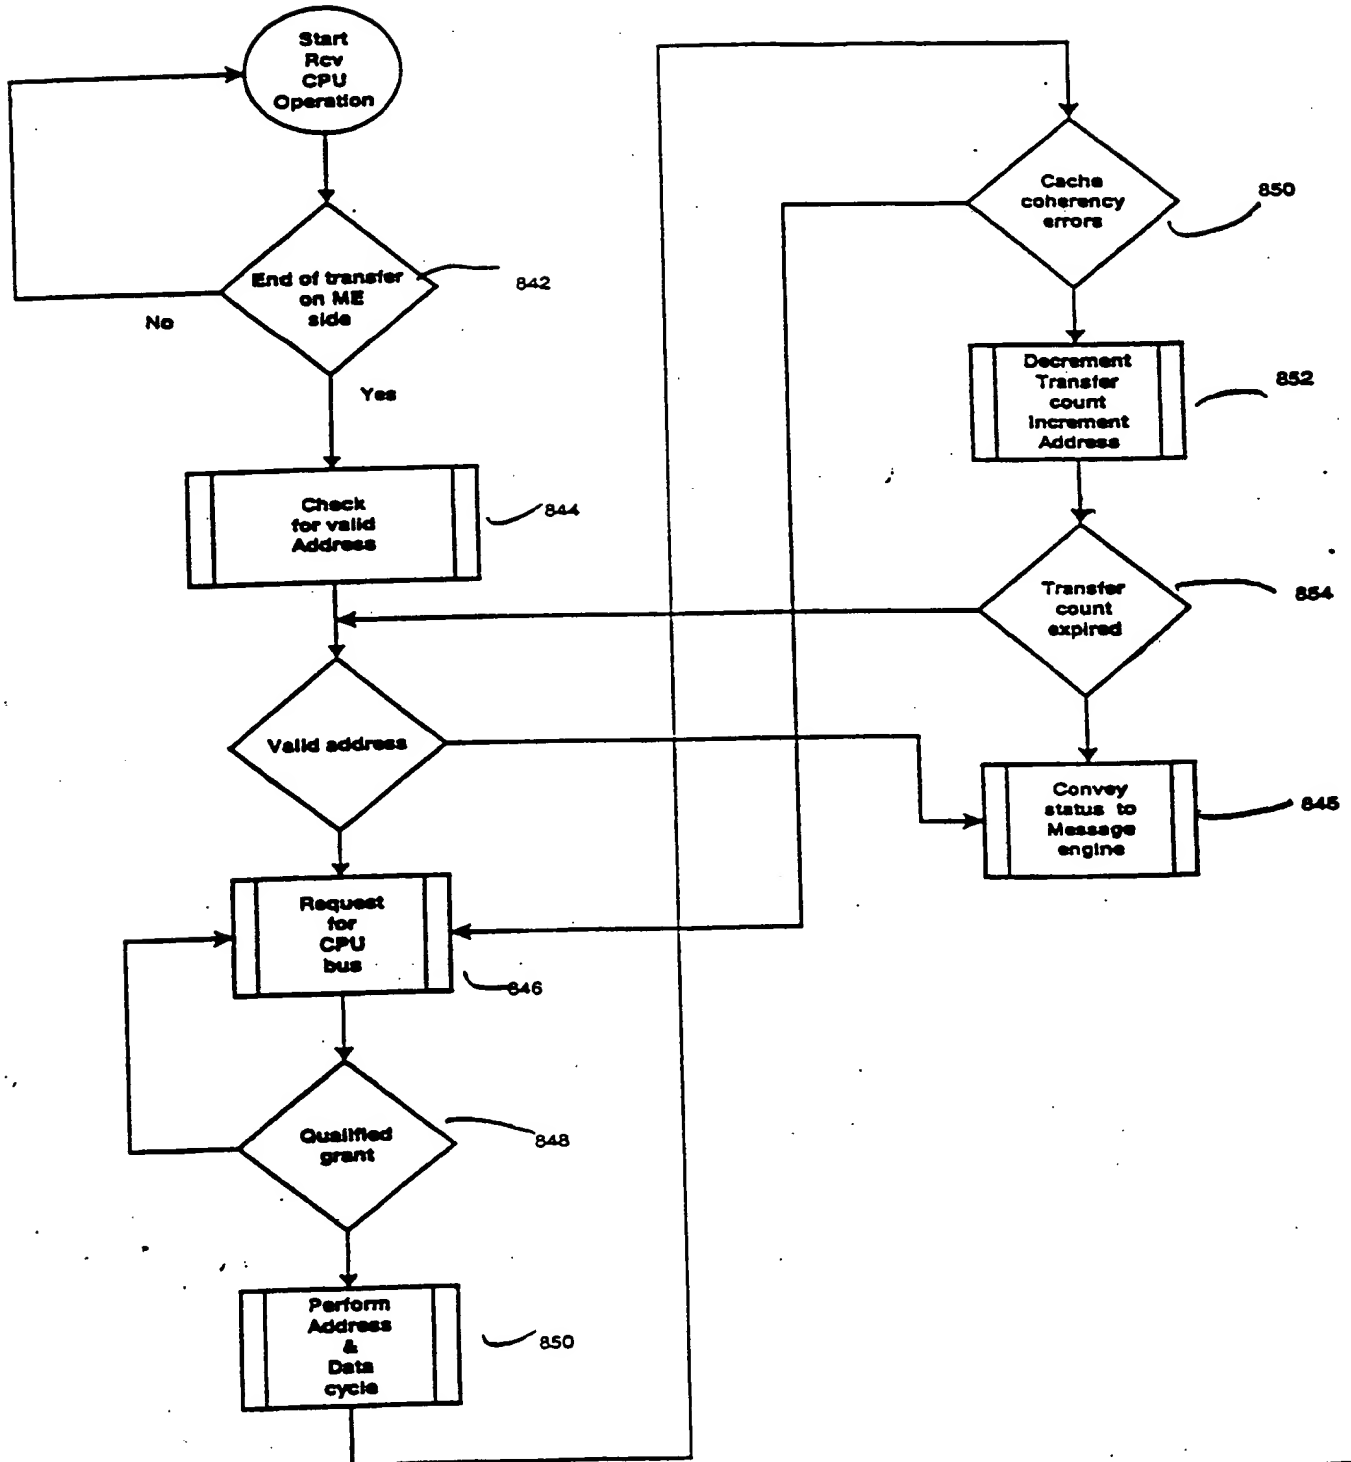 Start
Rcv
CPU
Operation
End of transfer
on ME
side
842
No
Yes
Check
for valid
Address
844
Valid address
Request
for
CPU
bus
846
Qualified
grant
848
Perform
Address
&
Data
cycle
850
Cache
coherency
errors
850
Decrement
Transfer
count
Increment
Address
852
Transfer
count
expired
854
Convey
status to
Message
engine
845